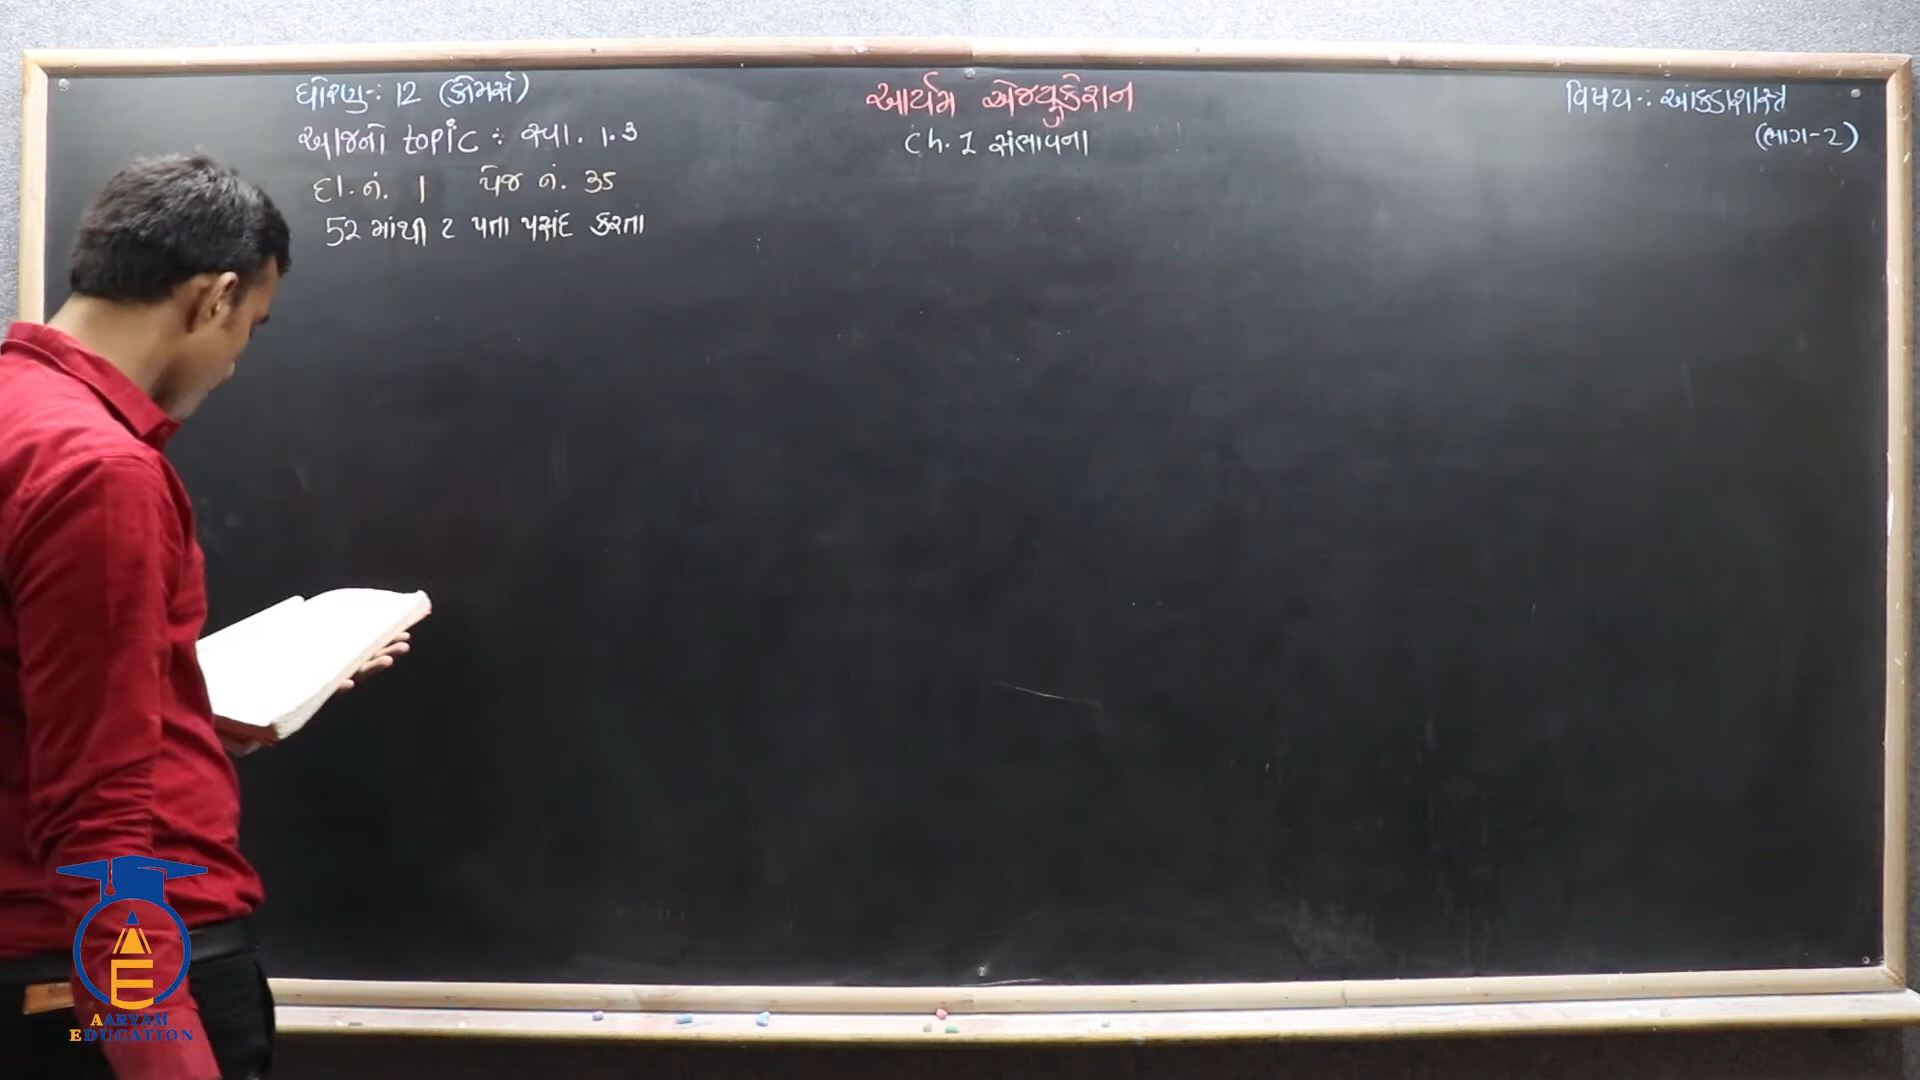 ધોરણ-: 12 (કોમર્સ)
આજનો topic : સ્વા. 1.3
દા. નં. 1 પેજ નં. 35
52 માંથી 2 પતા પસંદ કરતા
આર્યમ એજ્યુકેશન
Ch. 1 સંભાવના
વિષય-: આંકડાશાસ્ત્ર
(ભાગ-2)
AARYAM
EDUCATION